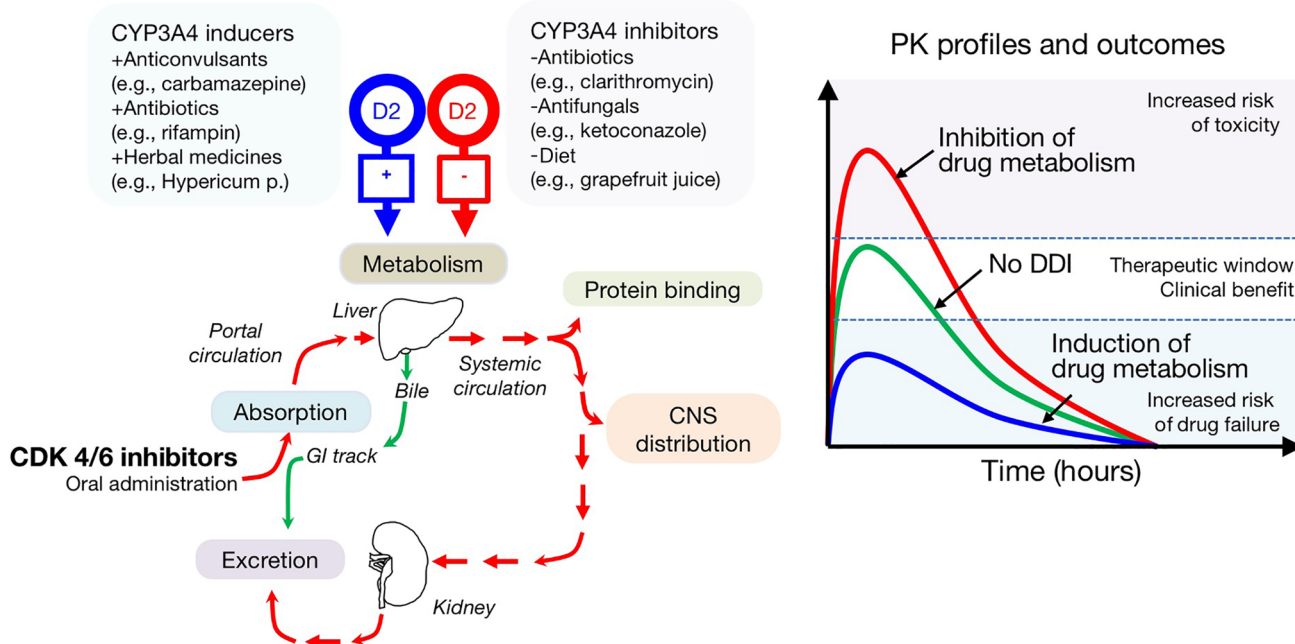 CYP3A4 inducers
+Anticonvulsants
(e.g., carbamazepine)
+Antibiotics
(e.g., rifampin)
+Herbal medicines
(e.g., Hypericum p.)
D2
+
D2
-
CYP3A4 inhibitors
-Antibiotics
(e.g., clarithromycin)
-Antifungals
(e.g., ketoconazole)
-Diet
(e.g., grapefruit juice)
Metabolism
Protein binding
Liver
Portal
circulation
Systemic
circulation
Bile
Absorption
CNS
distribution
GI track
CDK 4/6 inhibitors
Oral administration
Excretion
Kidney
PK profiles and outcomes
Increased risk
of toxicity
Inhibition of
drug metabolism
No DDI
Therapeutic window
Clinical benefit
Induction of
drug metabolism
Increased risk
of drug failure
Time (hours)